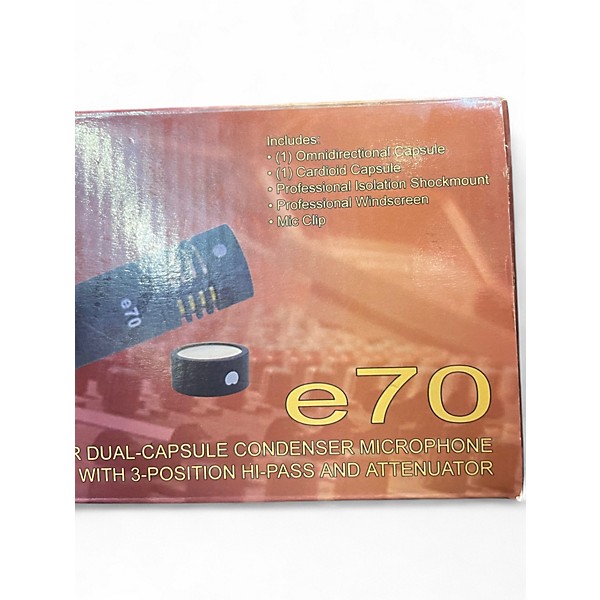 Includes:
• (1) Omnidirectional Capsule
• (1) Cardioid Capsule
• Professional Isolation Shockmount
• Professional Windscreen
• Mic Clip
e70
e70
R DUAL-CAPSULE CONDENSER MICROPHONE
WITH 3-POSITION HI-PASS AND ATTENUATOR